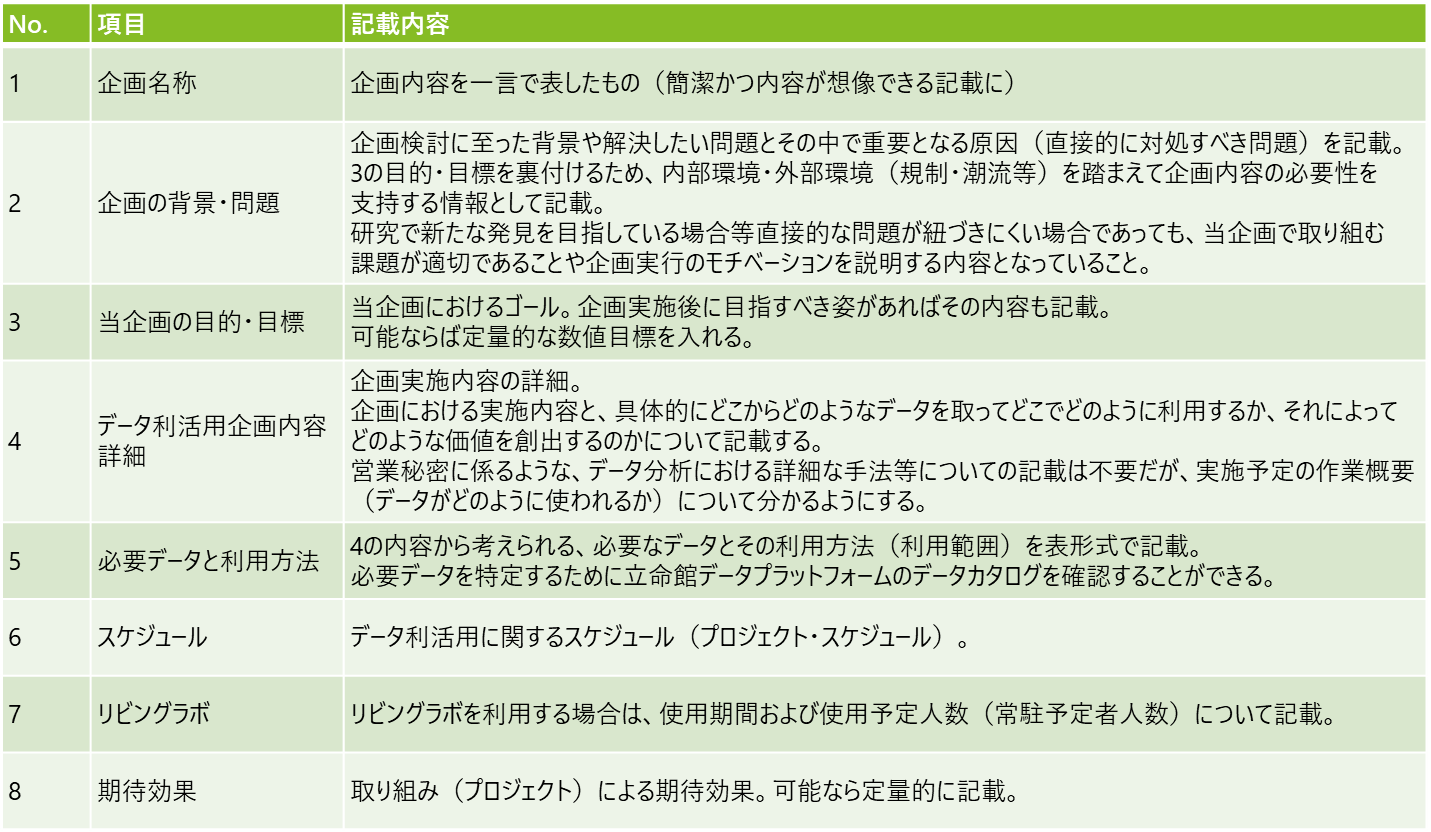 No. 項目 記載内容
1 企画名称 企画内容を一言で表したもの（簡潔かつ内容が想像できる記載に）
2 企画の背景・問題
企画検討に至った背景や解決したい問題とその中で重要となる原因（直接的に対処すべき問題）を記載。
3の目的・目標を裏付けるため、内部環境・外部環境（規制・潮流等）を踏まえて企画内容の必要性を
支持する情報として記載。
研究で新たな発見を目指している場合等直接的な問題が紐づきにくい場合であっても、当企画で取り組む
課題が適切であることや企画実行のモチベーションを説明する内容となっていること。
3 当企画の目的・目標
当企画におけるゴール。企画実施後に目指すべき姿があればその内容も記載。
可能ならば定量的な数値目標を入れる。
4 データ利活用企画内容
詳細
企画実施内容の詳細。
企画における実施内容と、具体的にどこからどのようなデータを取ってどこでどのように利用するか、それによって
どのような価値を創出するのかについて記載する。
営業秘密に係るような、データ分析における詳細な手法等についての記載は不要だが、実施予定の作業概要
（データがどのように使われるか）について分かるようにする。
5 必要データと利用方法
4の内容から考えられる、必要なデータとその利用方法（利用範囲）を表形式で記載。
必要データを特定するために立命館データプラットフォームのデータカタログを確認することができる。
6 スケジュール データ利活用に関するスケジュール（プロジェクト・スケジュール）。
7 リビングラボ リビングラボを利用する場合は、使用期間および使用予定人数（常駐予定者人数）について記載。
8 期待効果 取り組み（プロジェクト）による期待効果。可能なら定量的に記載。